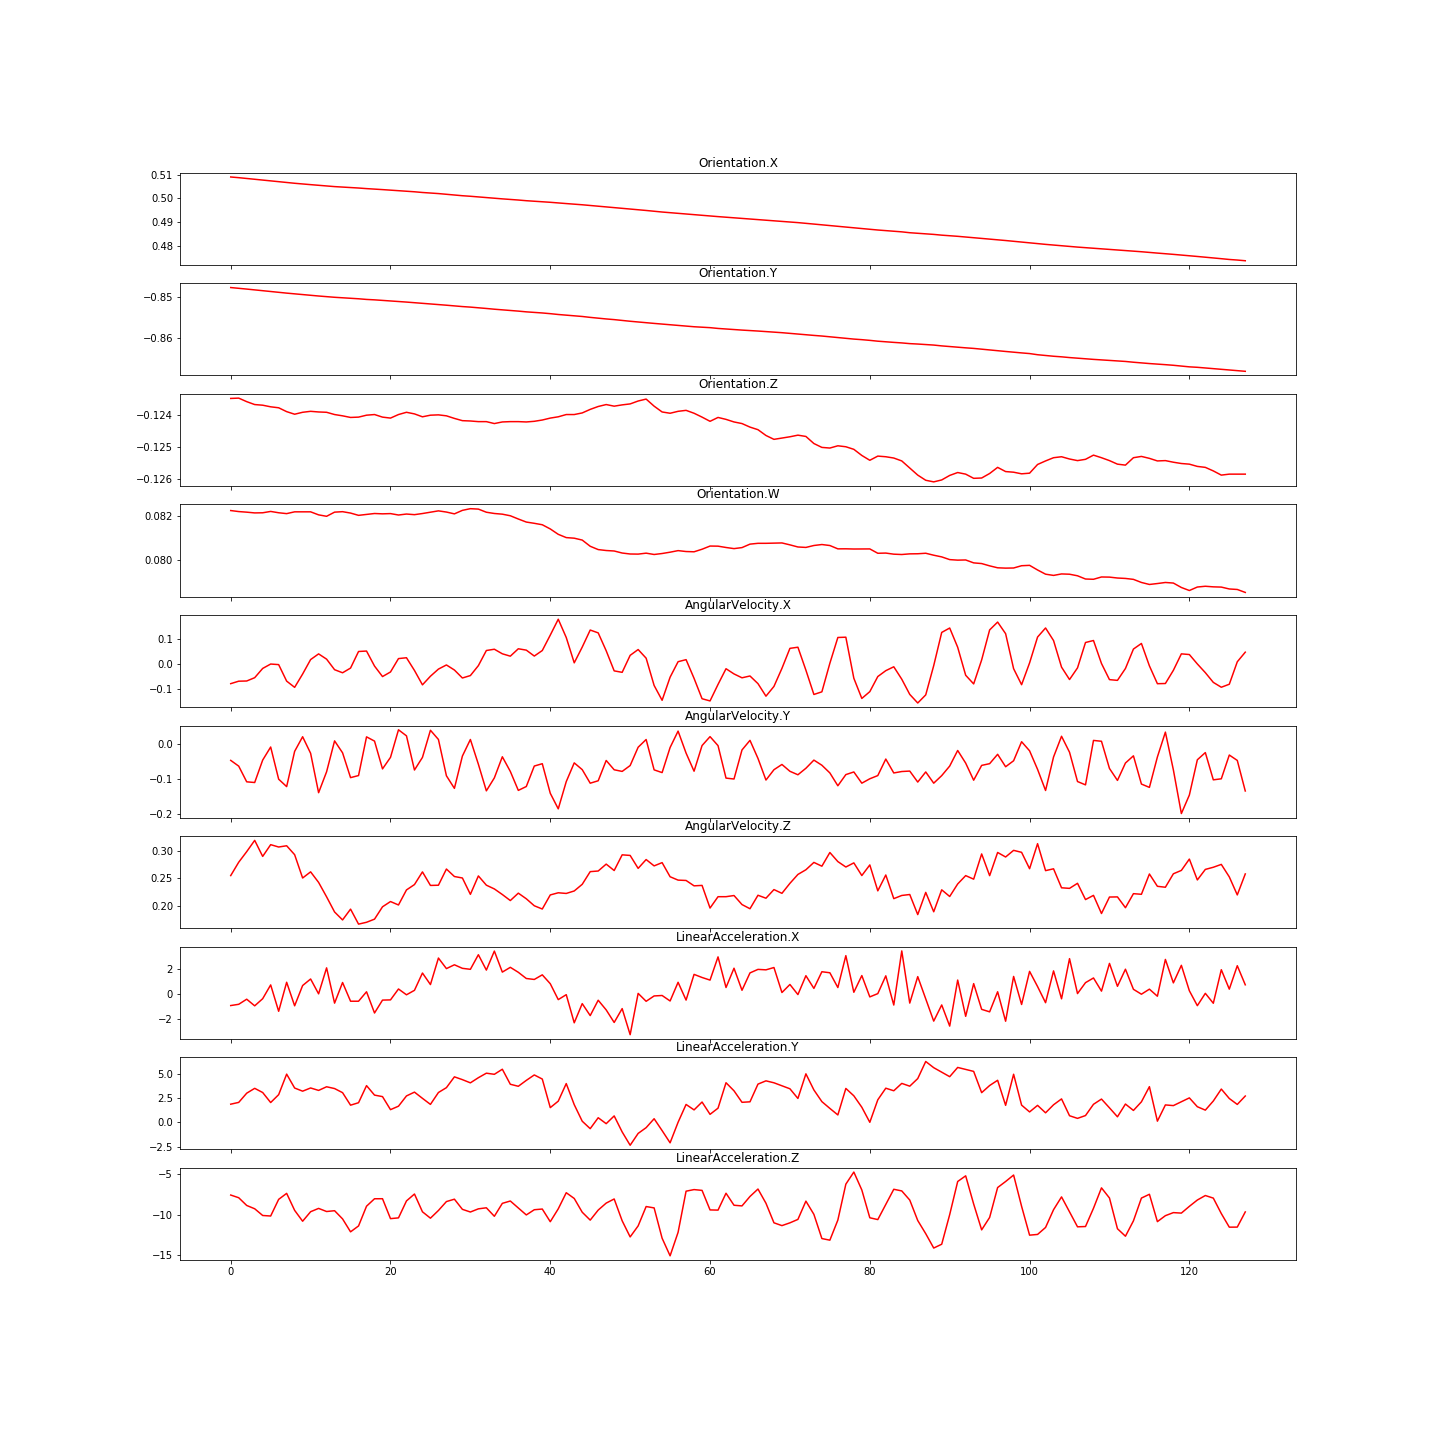 Orientation.X
0.51
0.50
0.49
0.48
Orientation.Y
−0.85
−0.86
Orientation.Z
−0.124
−0.125
−0.126
Orientation.W
0.082
0.080
AngularVelocity.X
0.1
0.0
−0.1
AngularVelocity.Y
0.0
−0.1
−0.2
AngularVelocity.Z
0.30
0.25
0.20
LinearAcceleration.X
2
0
−2
LinearAcceleration.Y
5.0
2.5
0.0
−2.5
LinearAcceleration.Z
−5
−10
−15
0 20 40 60 80 100 120